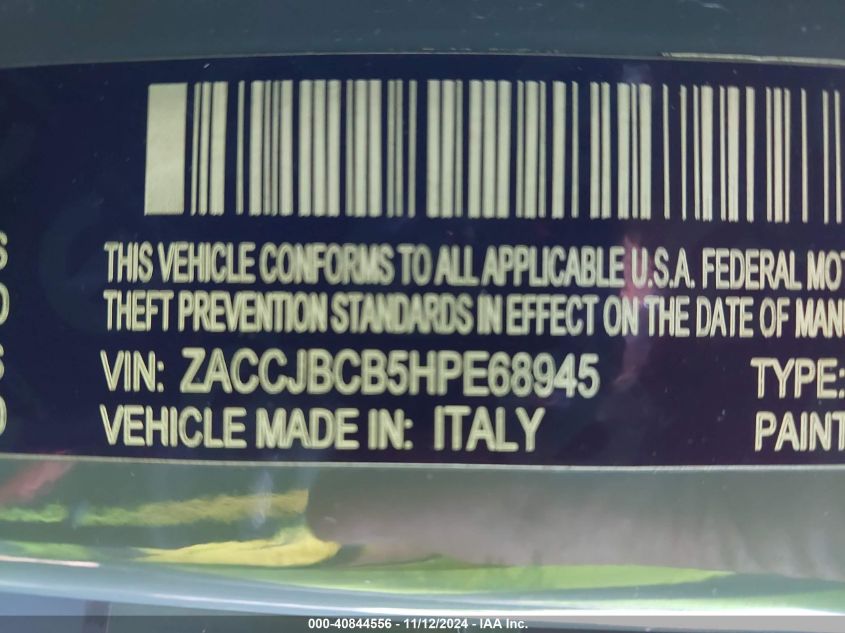 THIS VEHICLE CONFORMS TO ALL APPLICABLE U.S.A. FEDERAL MOT
THEFT PREVENTION STANDARDS IN EFFECT ON THE DATE OF MANU
VIN: ZACCJBCB5HPE68945 TYPE:
VEHICLE MADE IN: ITALY PAINT
000-40844556 - 11/12/2024 - IAA Inc.